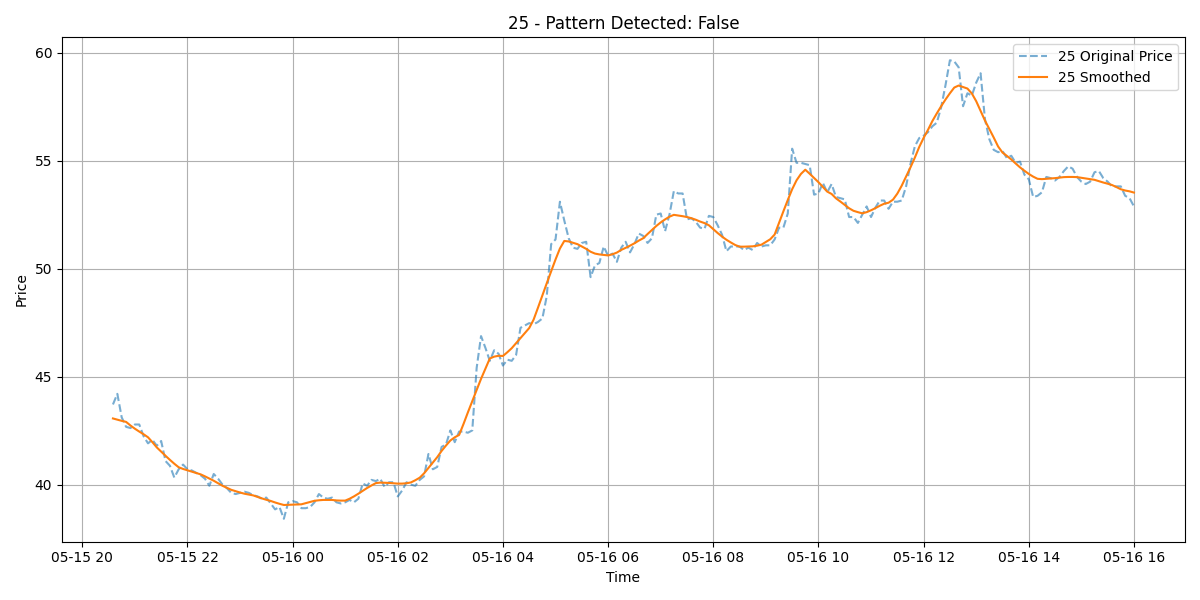 25 - Pattern Detected: False
25 Original Price
25 Smoothed
Price
60
55
50
45
40
05-15 20 05-15 22 05-16 00 05-16 02 05-16 04 05-16 06 05-16 08 05-16 10 05-16 12 05-16 14 05-16 16
Time